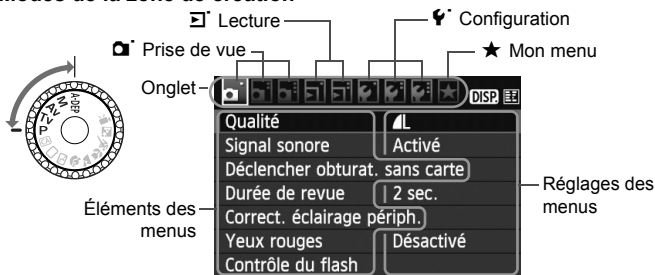 Modes de la zone de création
Lecture
Configuration
Prise de vue
Mon menu
Onglet
DISP.
A-DEP
M
Av
Tv
P
Qualité L
Signal sonore Activé
Déclencher obturat. sans carte
Durée de revue 2 sec.
Correct. éclairage périph.
Yeux rouges Désactivé
Contrôle du flash
Éléments des
menus
Réglages des
menus